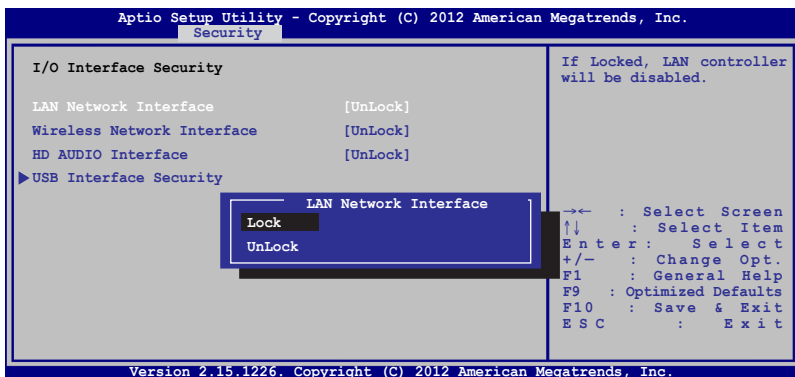 Aptio Setup Utility - Copyright (C) 2012 American Megatrends, Inc.
Security
I/O Interface Security
LAN Network Interface [UnLock]
Wireless Network Interface [UnLock]
HD AUDIO Interface [UnLock]
USB Interface Security
LAN Network Interface
Lock
UnLock
If Locked, LAN controller
will be disabled.
→← : Select Screen
↑↓ : Select Item
Enter: Select
+/— : Change Opt.
F1 : General Help
F9 : Optimized Defaults
F10 : Save & Exit
ESC : Exit
Version 2.15.1226. Copyright (C) 2012 American Megatrends, Inc.